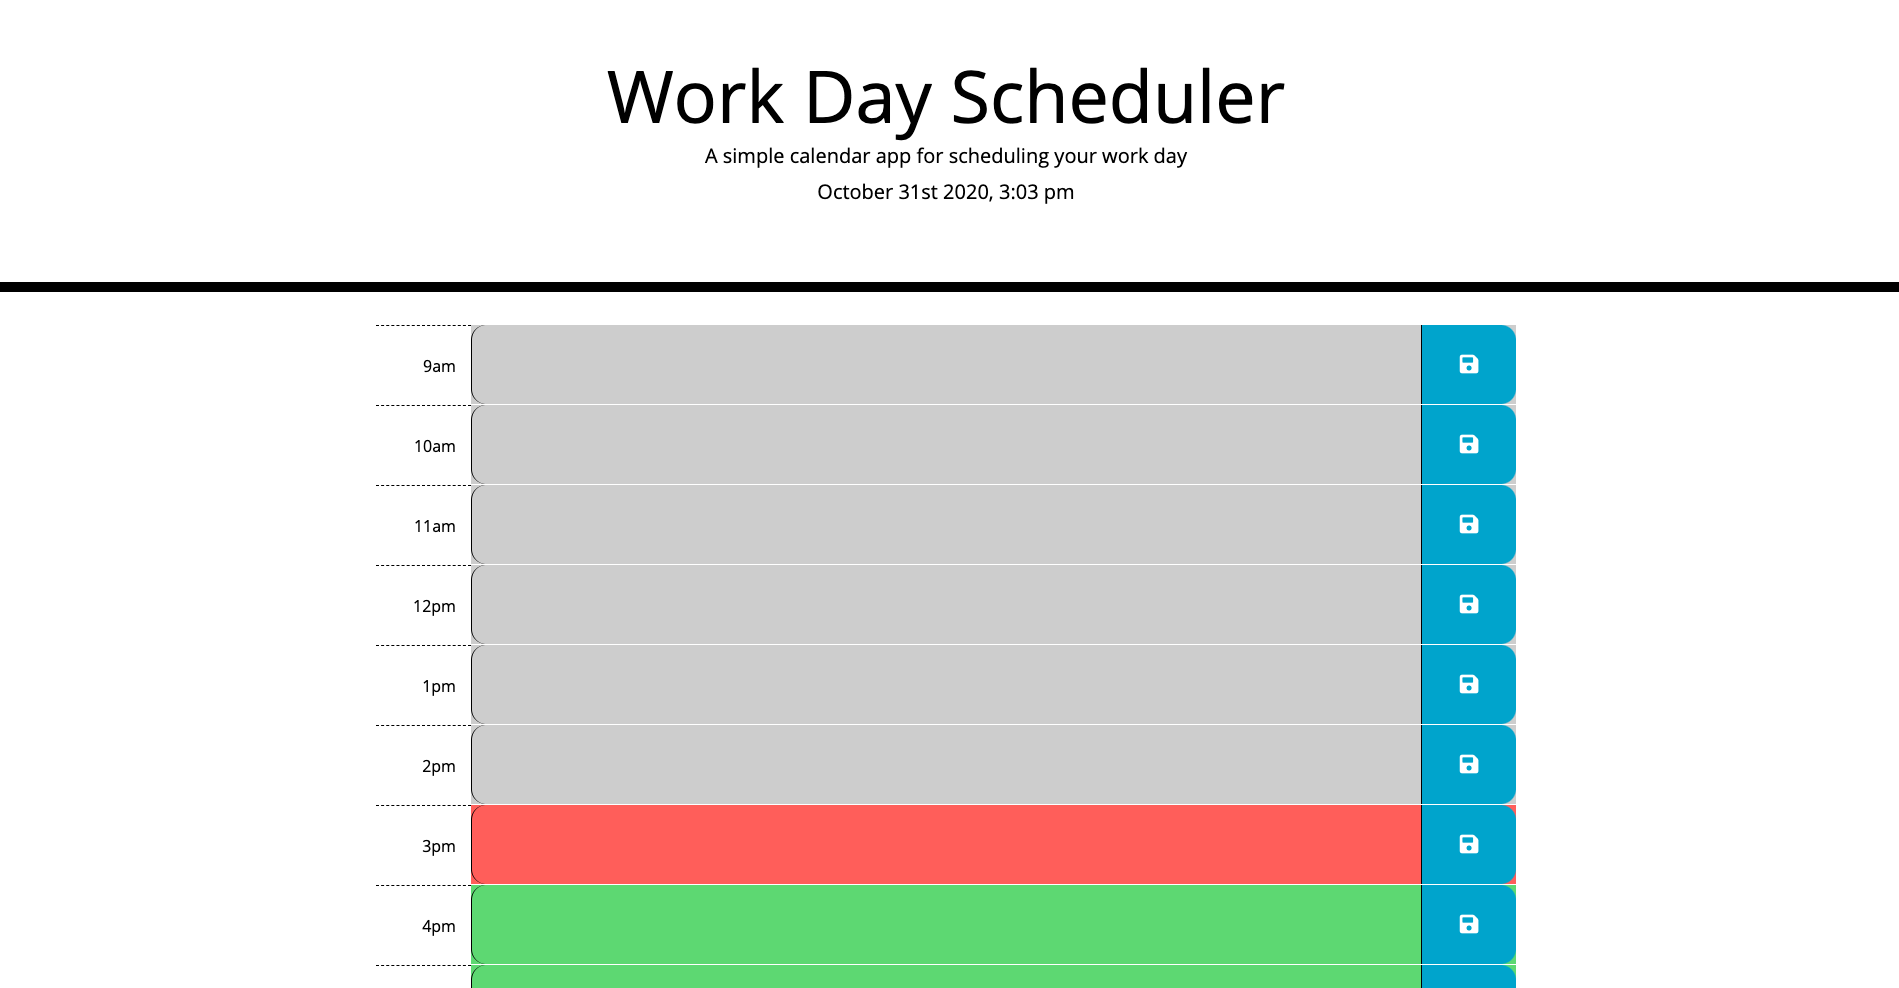 Work Day Scheduler
A simple calendar app for scheduling your work day
October 31st 2020, 3:03 pm
9am
10am
11am
12pm
1pm
2pm
3pm
4pm